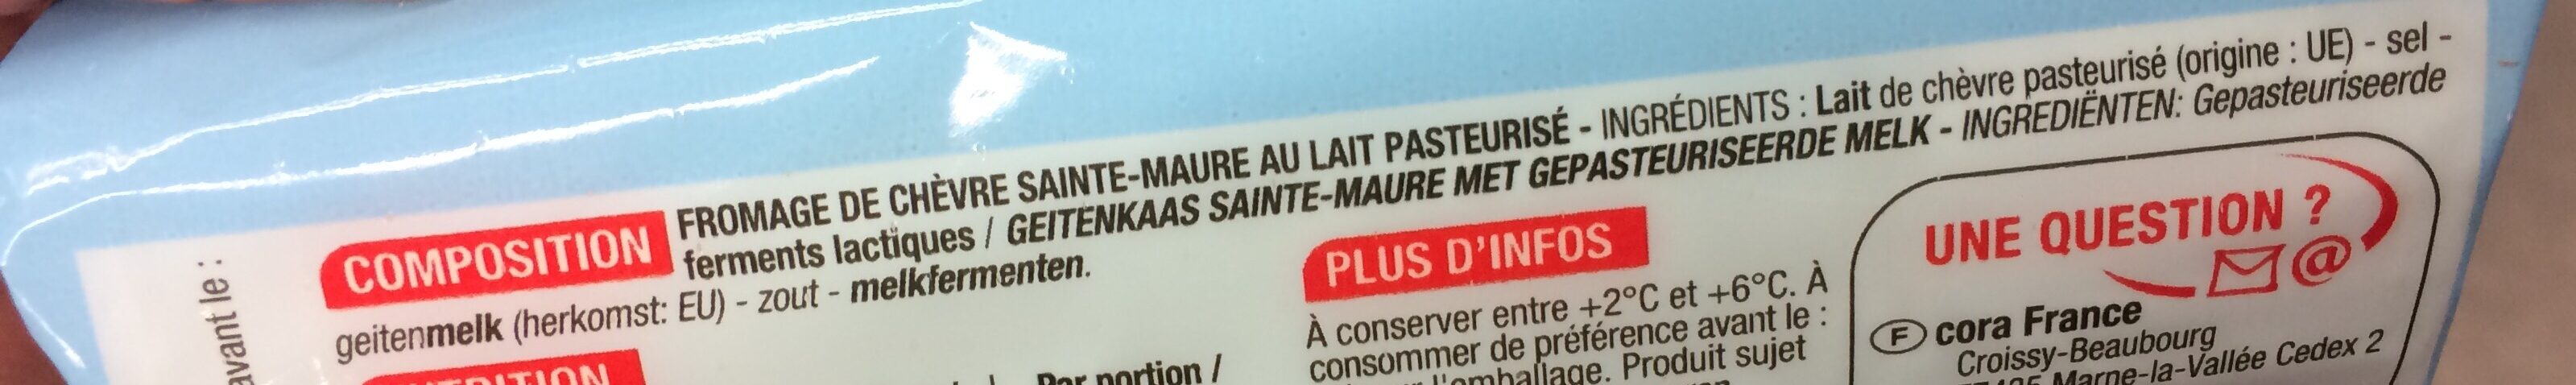 avant le :
COMPOSITION FROMAGE DE CHÈVRE SAINTE-MAURE AU LAIT PASTEURISÉ - INGRÉDIENTS : Lait de chèvre pasteurisé (origine : UE) - sel -
ferments lactiques / GEITENKAAS SAINTE-MAURE MET GEPASTEURISEERDE MELK - INGREDIËNTEN: Gepasteuriseerde
geitenmelk (herkomst: EU) - zout - melkfermenten.
Par portion /
PLUS D'INFOS
À conserver entre +2°C et +6°C. À
consommer de préférence avant le :
l'emballage. Produit sujet
UNE QUESTION ?
@
F cora France
Croissy-Beaubourg
Marne-la-Vallée Cedex 2